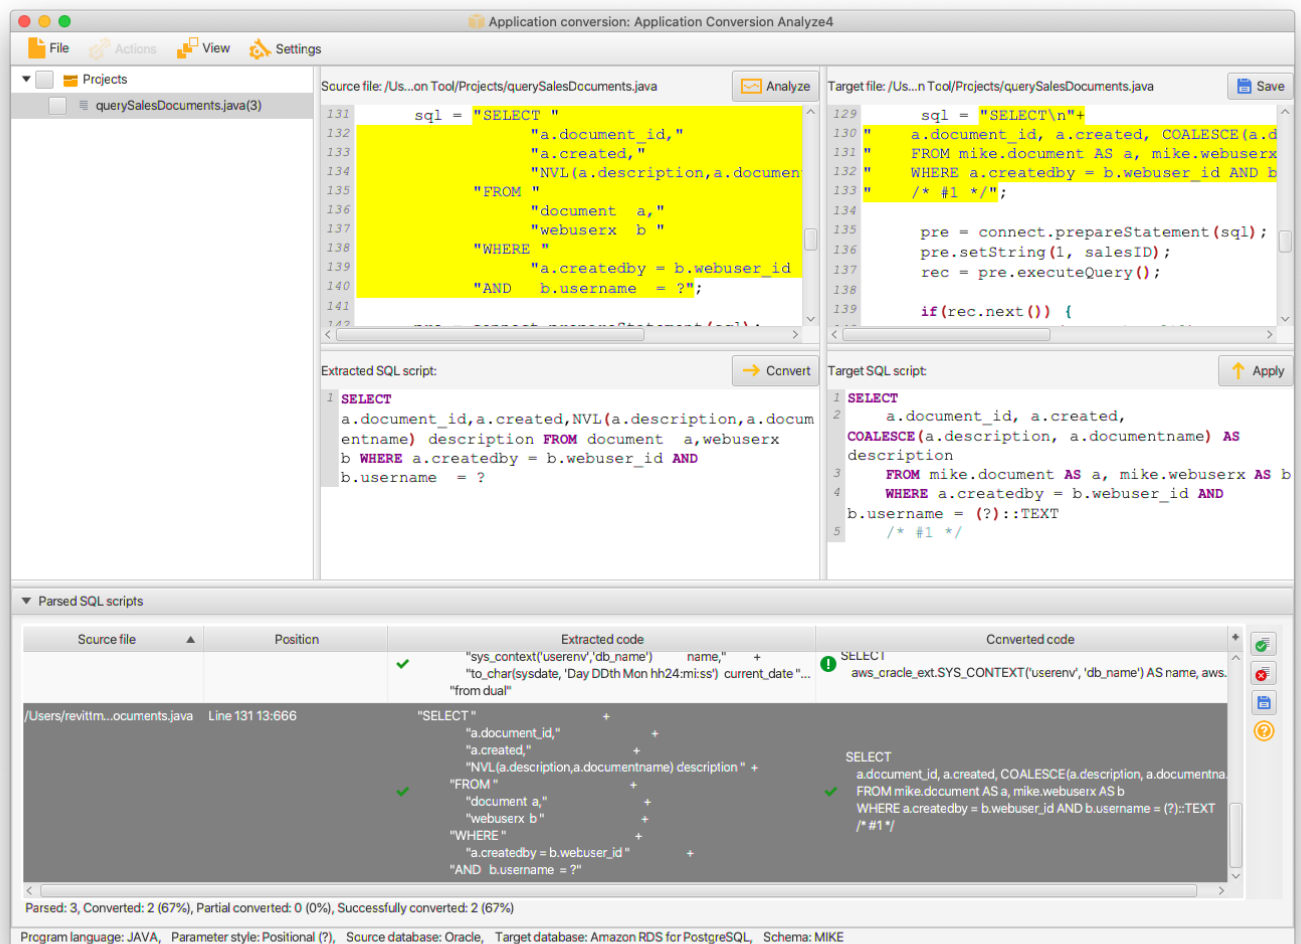 Application conversion: Application Conversion Analyze4
File Actions View Settings
Projects
querySalesDocuments.java(3)
Source file: /Us...on Tool/Projects/querySalesDocuments.java
Analyze
131 sql = "SELECT "
132 "a.document_id,"
133 "a.created,"
134 "NVL(a.description,a.documen
135 "FROM "
136 "document a,"
137 "webuserx b "
138 "WHERE "
139 "a.createdby = b.webuser_id
140 "AND b.username = ?";
141
142 pre = connect.prepareStatement(sql);
Target file: /Us...n Tool/Projects/querySalesDocuments.java
Save
129 sql = "SELECT\n"+
130 " a.document_id, a.created, COALESCE(a.d
131 " FROM mike.document AS a, mike.webuserx
132 " WHERE a.createdby = b.webuser_id AND b
133 " /* #1 */";
134
135 pre = connect.prepareStatement(sql);
136 pre.setString(1, salesID);
137 rec = pre.executeQuery();
138
139 if(rec.next()) {
Extracted SQL script:
Convert
1 SELECT
a.document_id,a.created,NVL(a.description,a.docum
entname) description FROM document a,webuserx
b WHERE a.createdby = b.webuser_id AND
b.username = ?
Target SQL script:
Apply
1 SELECT
2 a.document_id, a.created,
COALESCE(a.description, a.documentname) AS
description
3 FROM mike.document AS a, mike.webuserx AS b
4 WHERE a.createdby = b.webuser_id AND
b.username = (?)::TEXT
5 /* #1 */
Parsed SQL scripts
Source file Position Extracted code Converted code
"sys_context('userenv','db_name') name," +
"to_char(sysdate, 'Day DDth Mon hh24:mi:ss') current_date "...
"from dual"
SELECT
aws_oracle_ext.SYS_CONTEXT('userenv', 'db_name') AS name, aws.
/Users/revittm...ocuments.java Line 131 13:666
"SELECT " +
"a.document_id," +
"a.created," +
"NVL(a.description,a.documentname) description " +
"FROM " +
"document a," +
"webuserx b " +
"WHERE " +
"a.createdby = b.webuser_id " +
"AND b.username = ?"
SELECT
a.document_id, a.created, COALESCE(a.description, a.documentna.
FROM mike.document AS a, mike.webuserx AS b
WHERE a.createdby = b.webuser_id AND b.username = (?)::TEXT
/* #1 */
Parsed: 3, Converted: 2 (67%), Partial converted: 0 (0%), Successfully converted: 2 (67%)
Program language: JAVA, Parameter style: Positional (?), Source database: Oracle, Target database: Amazon RDS for PostgreSQL, Schema: MIKE